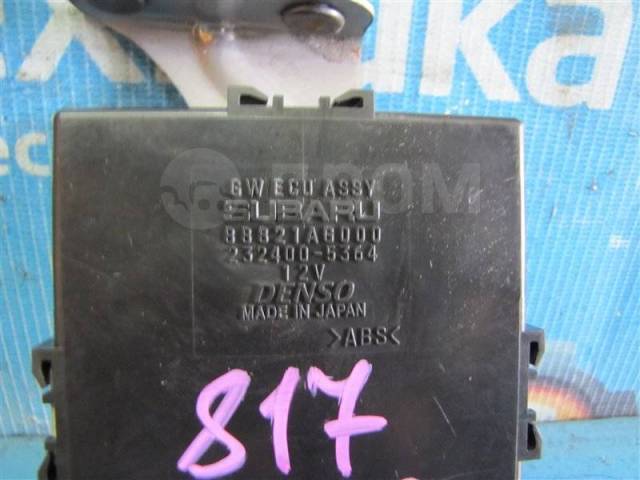 GW ECU ASSY
SUBARU
88821AG000
232400-5364
12V
DENSO
MADE IN JAPAN
>ABS<
817